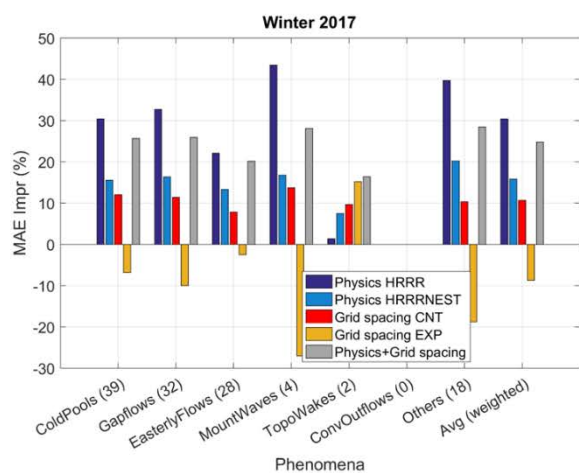 Winter 2017
MAE Impr (%)
50
40
30
20
10
0
-10
-20
-30
Physics HRRR
Physics HRRRNEST
Grid spacing CNT
Grid spacing EXP
Physics+Grid spacing
ColdPools (39)
Gapflows (32)
EasterlyFlows (28)
MountWaves (4)
TopoWakes (2)
ConvOutflows (0)
Others (18)
Avg (weighted)
Phenomena